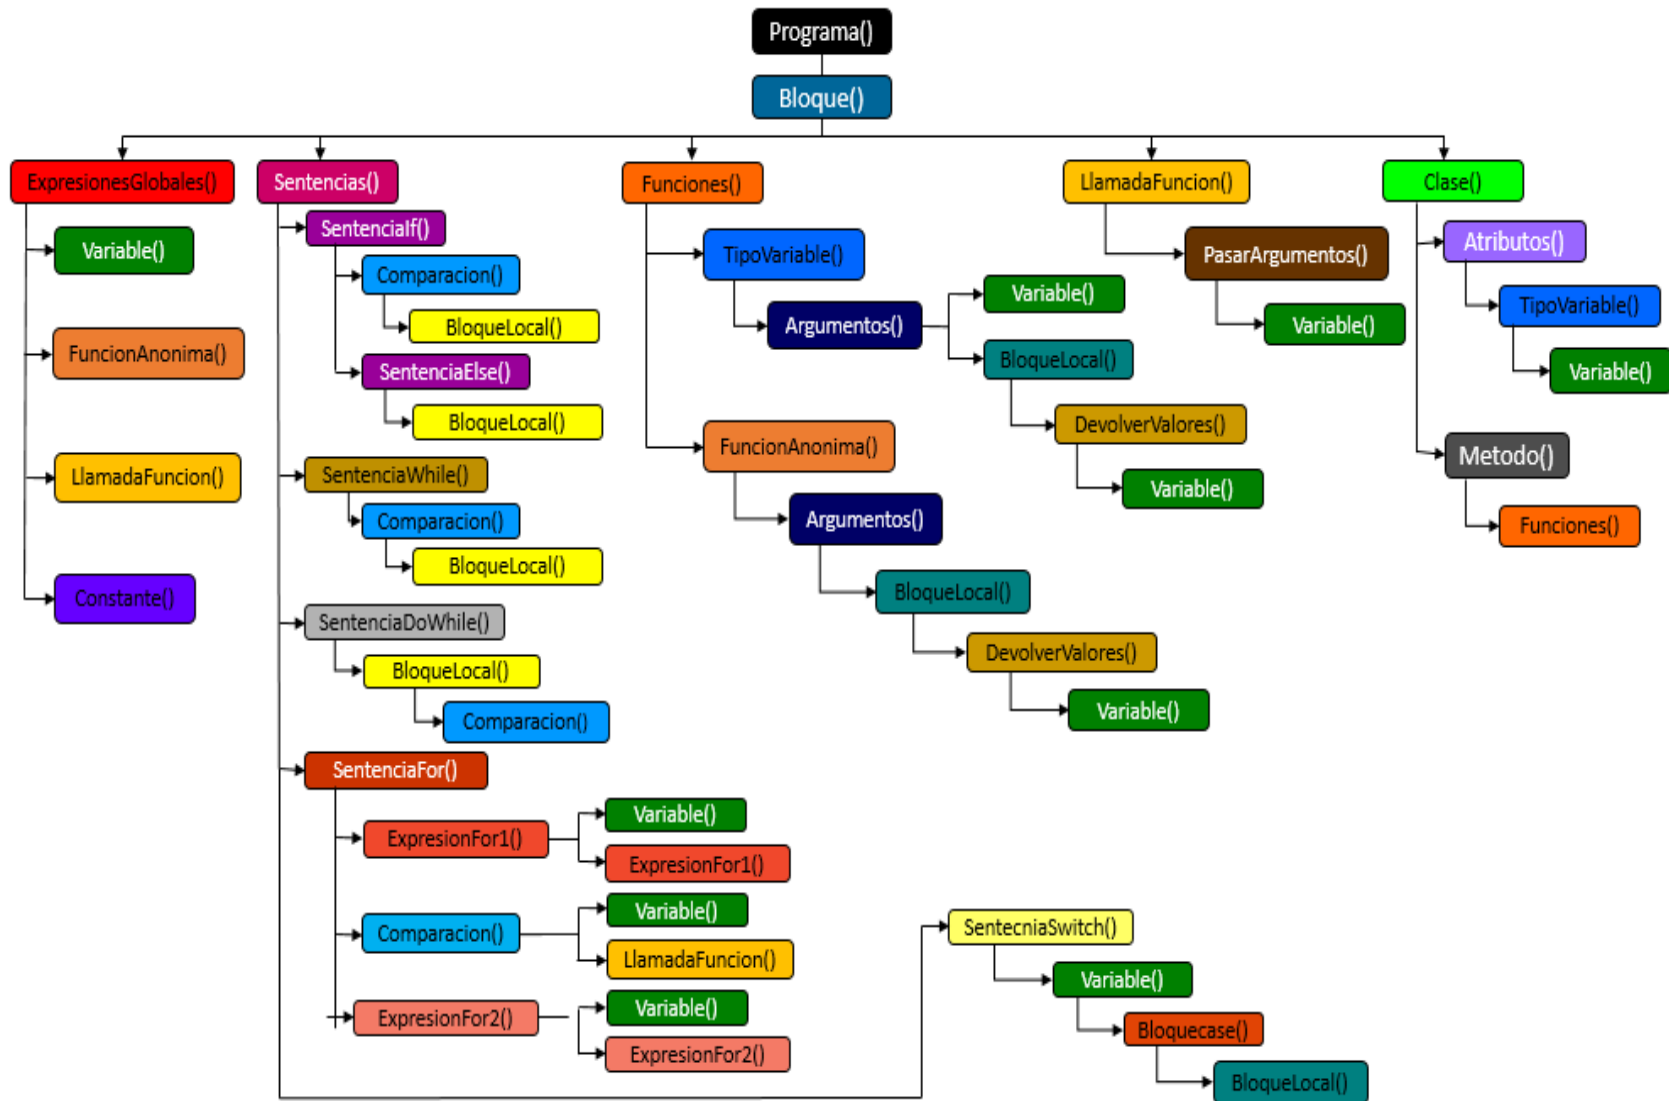 Programa()
Bloque()
ExpresionesGlobales()
Variable()
FuncionAnonima()
LlamadaFuncion()
Constante()
Sentencias()
SentenciaIf()
Comparacion()
BloqueLocal()
SentenciaElse()
BloqueLocal()
SentenciaWhile()
Comparacion()
BloqueLocal()
SentenciaDoWhile()
BloqueLocal()
Comparacion()
SentenciaFor()
ExpresionFor1()
Variable()
ExpresionFor1()
Comparacion()
Variable()
LlamadaFuncion()
ExpresionFor2()
Variable()
ExpresionFor2()
SentecniaSwitch()
Variable()
Bloquecase()
BloqueLocal()
Funciones()
TipoVariable()
Argumentos()
Variable()
BloqueLocal()
DevolverValores()
Variable()
FuncionAnonima()
Argumentos()
BloqueLocal()
DevolverValores()
Variable()
LlamadaFuncion()
PasarArgumentos()
Variable()
Clase()
Atributos()
TipoVariable()
Variable()
Metodo()
Funciones()